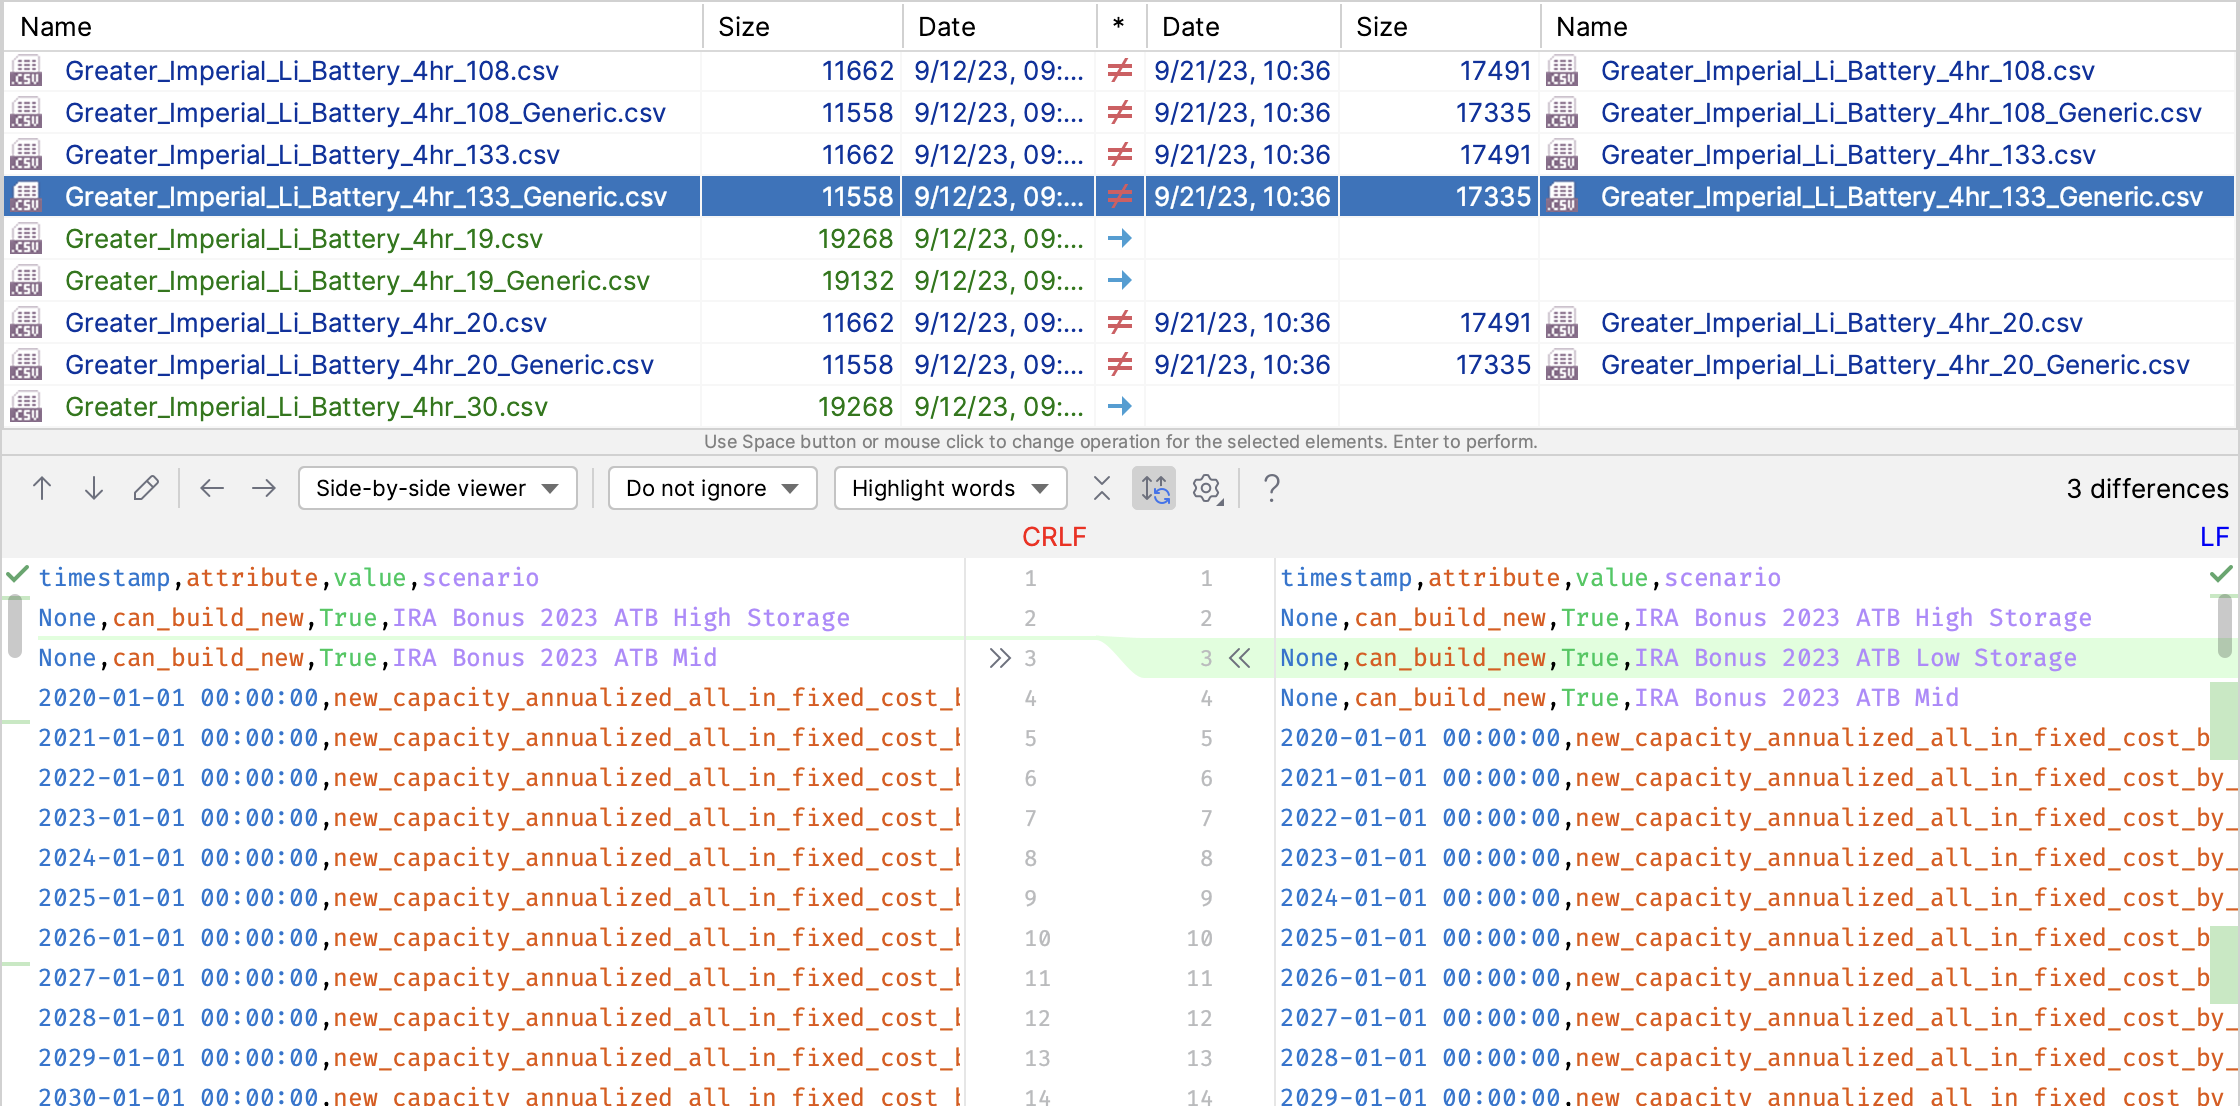 Name Size Date * Date Size Name
Greater_Imperial_Li_Battery_4hr_108.csv 11662 9/12/23, 09:... ≠ 9/21/23, 10:36 17491 Greater_Imperial_Li_Battery_4hr_108.csv
Greater_Imperial_Li_Battery_4hr_108_Generic.csv 11558 9/12/23, 09:... ≠ 9/21/23, 10:36 17335 Greater_Imperial_Li_Battery_4hr_108_Generic.csv
Greater_Imperial_Li_Battery_4hr_133.csv 11662 9/12/23, 09:... ≠ 9/21/23, 10:36 17491 Greater_Imperial_Li_Battery_4hr_133.csv
Greater_Imperial_Li_Battery_4hr_133_Generic.csv 11558 9/12/23, 09:... ≠ 9/21/23, 10:36 17335 Greater_Imperial_Li_Battery_4hr_133_Generic.csv
Greater_Imperial_Li_Battery_4hr_19.csv 19268 9/12/23, 09:... →
Greater_Imperial_Li_Battery_4hr_19_Generic.csv 19132 9/12/23, 09:... →
Greater_Imperial_Li_Battery_4hr_20.csv 11662 9/12/23, 09:... ≠ 9/21/23, 10:36 17491 Greater_Imperial_Li_Battery_4hr_20.csv
Greater_Imperial_Li_Battery_4hr_20_Generic.csv 11558 9/12/23, 09:... ≠ 9/21/23, 10:36 17335 Greater_Imperial_Li_Battery_4hr_20_Generic.csv
Greater_Imperial_Li_Battery_4hr_30.csv 19268 9/12/23, 09:... →
Use Space button or mouse click to change operation for the selected elements. Enter to perform.
Side-by-side viewer Do not ignore Highlight words ? 3 differences
CRLF LF
timestamp,attribute,value,scenario 1 1 timestamp,attribute,value,scenario
None,can_build_new,True,IRA Bonus 2023 ATB High Storage 2 2 None,can_build_new,True,IRA Bonus 2023 ATB High Storage
None,can_build_new,True,IRA Bonus 2023 ATB Mid 3 3 None,can_build_new,True,IRA Bonus 2023 ATB Low Storage
2020-01-01 00:00:00,new_capacity_annualized_all_in_fixed_cost_b 4 4 None,can_build_new,True,IRA Bonus 2023 ATB Mid
2021-01-01 00:00:00,new_capacity_annualized_all_in_fixed_cost_b 5 5 2020-01-01 00:00:00,new_capacity_annualized_all_in_fixed_cost_b
2022-01-01 00:00:00,new_capacity_annualized_all_in_fixed_cost_b 6 6 2021-01-01 00:00:00,new_capacity_annualized_all_in_fixed_cost_by_
2023-01-01 00:00:00,new_capacity_annualized_all_in_fixed_cost_b 7 7 2022-01-01 00:00:00,new_capacity_annualized_all_in_fixed_cost_by_
2024-01-01 00:00:00,new_capacity_annualized_all_in_fixed_cost_b 8 8 2023-01-01 00:00:00,new_capacity_annualized_all_in_fixed_cost_by_
2025-01-01 00:00:00,new_capacity_annualized_all_in_fixed_cost_b 9 9 2024-01-01 00:00:00,new_capacity_annualized_all_in_fixed_cost_by_
2026-01-01 00:00:00,new_capacity_annualized_all_in_fixed_cost_b 10 10 2025-01-01 00:00:00,new_capacity_annualized_all_in_fixed_cost_b
2027-01-01 00:00:00,new_capacity_annualized_all_in_fixed_cost_b 11 11 2026-01-01 00:00:00,new_capacity_annualized_all_in_fixed_cost_b
2028-01-01 00:00:00,new_capacity_annualized_all_in_fixed_cost_b 12 12 2027-01-01 00:00:00,new_capacity_annualized_all_in_fixed_cost_by_
2029-01-01 00:00:00,new_capacity_annualized_all_in_fixed_cost_b 13 13 2028-01-01 00:00:00,new_capacity_annualized_all_in_fixed_cost_by_
2030-01-01 00:00:00,new_capacity_annualized_all_in_fixed_cost_b 14 14 2029-01-01 00:00:00,new_capacity_annualized_all_in_fixed_cost_by_